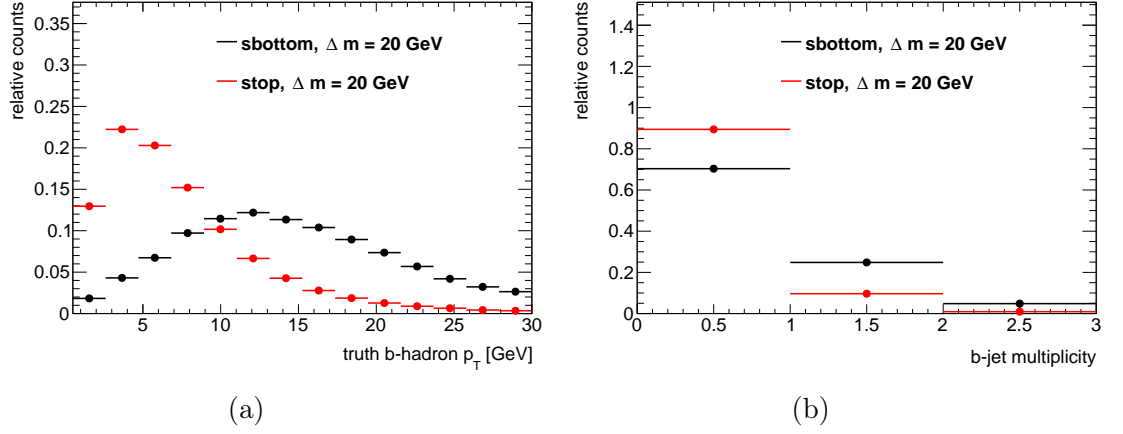 relative counts
0.35
0.3
0.25
0.2
0.15
0.1
0.05
0
sbottom, Δ m = 20 GeV
stop, Δ m = 20 GeV
5 10 15 20 25 30
truth b-hadron p_T [GeV]
(a)
relative counts
1.4
1.2
1
0.8
0.6
0.4
0.2
0
sbottom, Δ m = 20 GeV
stop, Δ m = 20 GeV
0 0.5 1 1.5 2 2.5 3
b-jet multiplicity
(b)